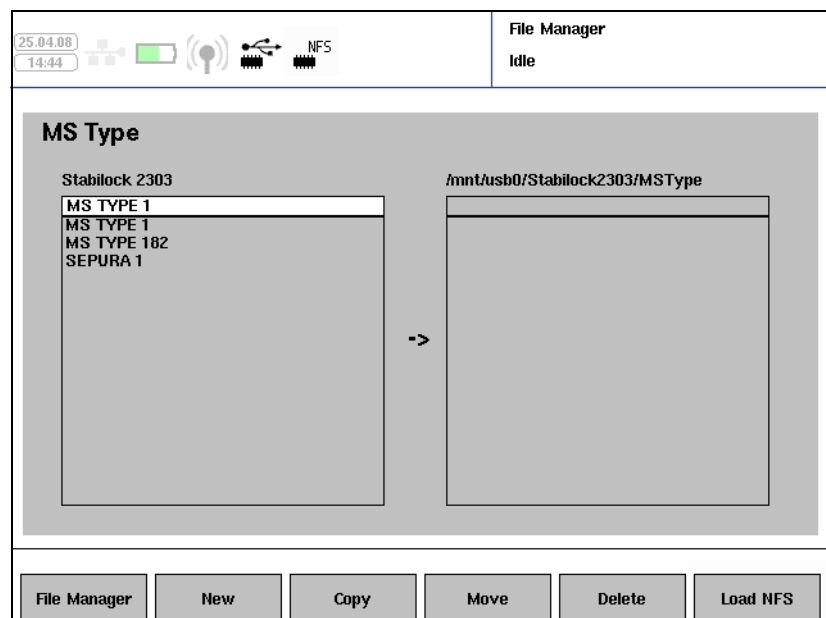 25.04.08
14:44
NFS
File Manager
Idle
MS Type
Stabilock 2303
MS TYPE 1
MS TYPE 1
MS TYPE 182
SEPURA 1
->
/mnt/usb0/Stabilock2303/MSType
File Manager
New
Copy
Move
Delete
Load NFS